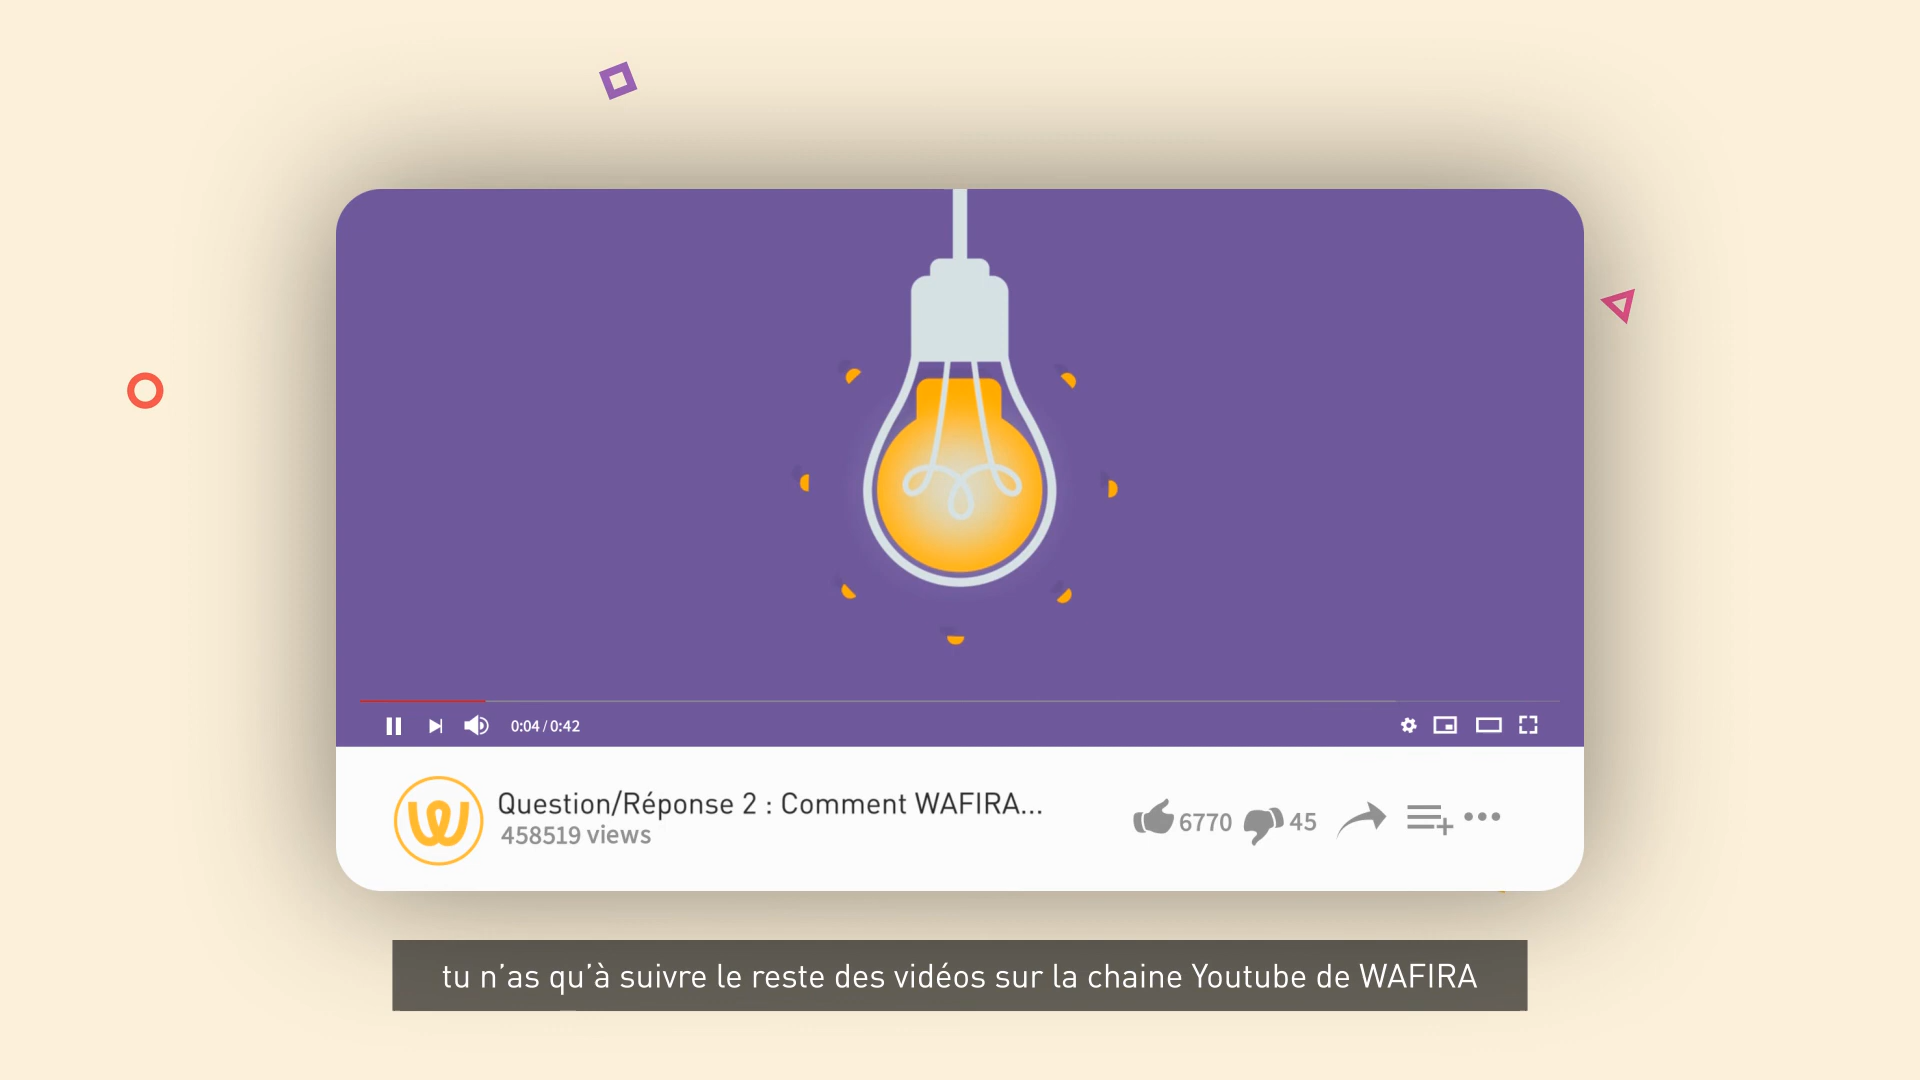 0:04 / 0:42
Question/Réponse 2 : Comment WAFIRA...
458519 views
6770
45
tu n’as qu’à suivre le reste des vidéos sur la chaine Youtube de WAFIRA